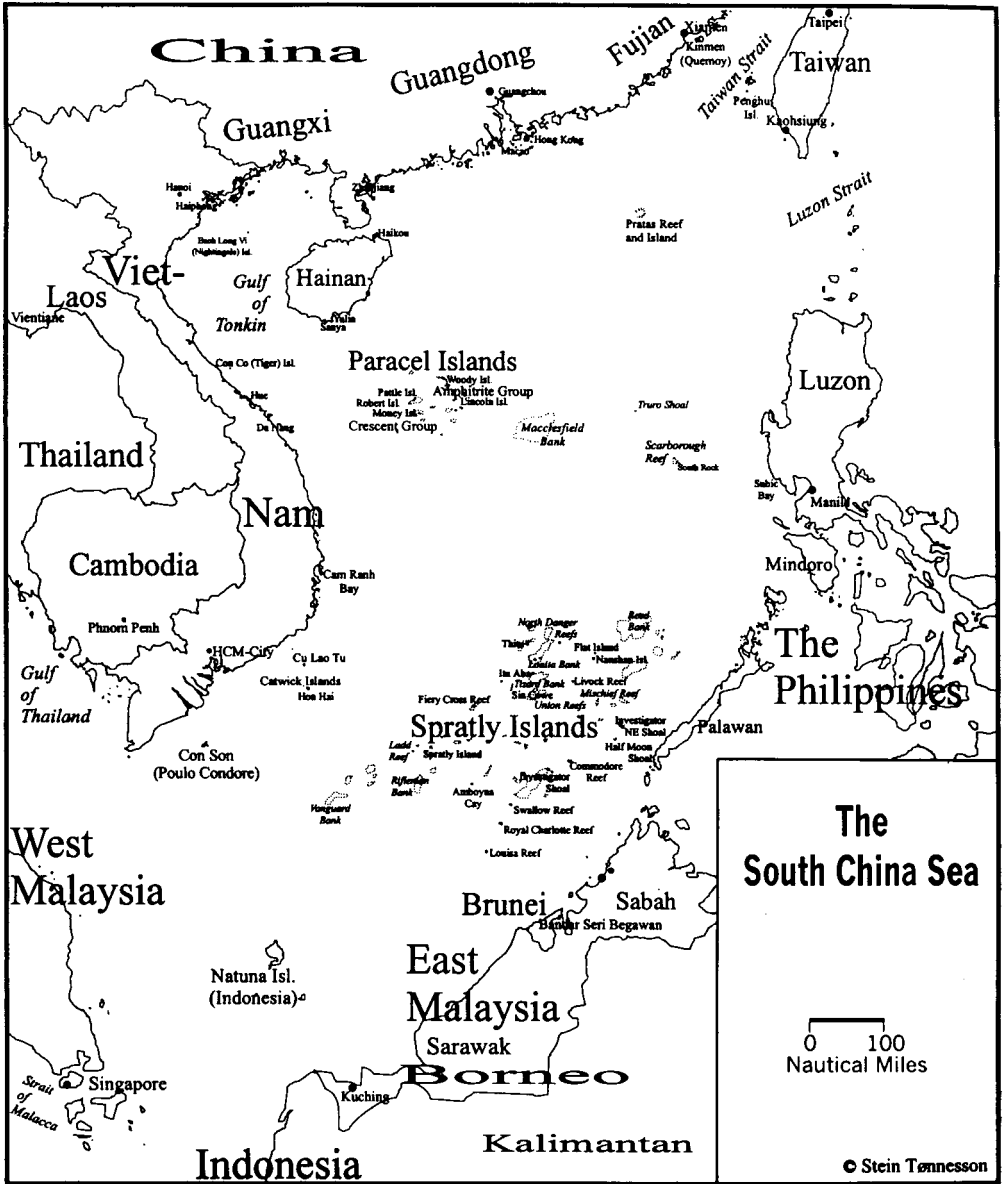 China
Guangdong
Fujian
Xiamen
Kinmen
(Quemoy)
Taiwan Strait
Taipei
Taiwan
Guangchou
Penghu
Isl.
Kaohsiung
Guangxi
Hong Kong
Macao
Hanoi
Haiphong
Luzon Strait
Pratas Reef
and Island
Haikou
Bach Long Vi
(Nightingale) Isl.
Viet-
Gulf
of
Tonkin
Hainan
Laos
Vientiane
Yulin
Sanya
Con Co (Tiger) Isl.
Paracel Islands
Woody Isl.
Amphitrite Group
Pattle Isl.
Lincoln Isl.
Robert Isl.
Money Isl.
Crescent Group
Hue
Da Nang
Macclesfield
Bank
Truro Shoal
Luzon
Scarborough
Reef
South Rock
Subic
Bay
Manila
Thailand
Nam
Cambodia
Cam Ranh
Bay
Mindoro
Phnom Penh
HCM-City
Cu Lao Tu
Catwick Islands
Hon Hai
Gulf
of
Thailand
North Danger
Reefs
Reed
Bank
Flat Island
Nanshan Isl.
Louisa Bank
Itu Aba
Tizard Bank
Livock Reef
Sin Cowe
Mischief Reef
Union Reefs
Fiery Cross Reef
The
Philippines
Spratly Islands
Investigator
NE Shoal
Palawan
Half Moon
Shoal
Con Son
(Poulo Condore)
Ladd
Reef
Spratly Island
Commodore
Reef
Rifleman
Bank
Amboyna
Cay
Investigator
Shoal
Vanguard
Bank
Swallow Reef
Royal Charlotte Reef
Louisa Reef
West
Malaysia
The
South China Sea
Brunei
Sabah
Bandar Seri Begawan
East
Malaysia
Natuna Isl.
(Indonesia)
Sarawak
Borneo
0 100
Nautical Miles
Strait
of
Malacca
Singapore
Kuching
Kalimantan
Indonesia
© Stein Tønnesson